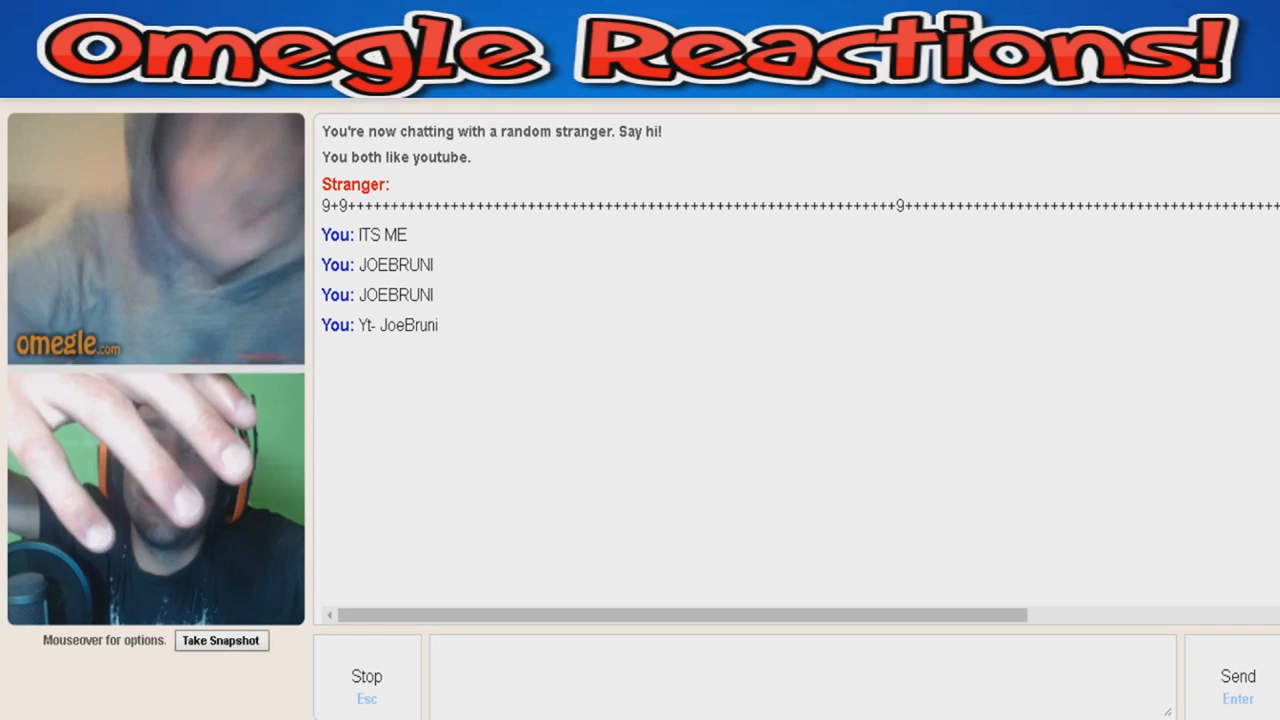 Omegle Reactions!
You're now chatting with a random stranger. Say hi!
You both like youtube.
Stranger:
9+9++++++++++++++++++++++++++++++++++++++++++++++++++++++++++++++++9++++++++++++++++++++++++++++++++++++++++++++
You: ITS ME
You: JOEBRUNI
You: JOEBRUNI
You: Yt- JoeBruni
omegle.com
Mouseover for options. Take Snapshot
Stop
Esc
Send
Enter